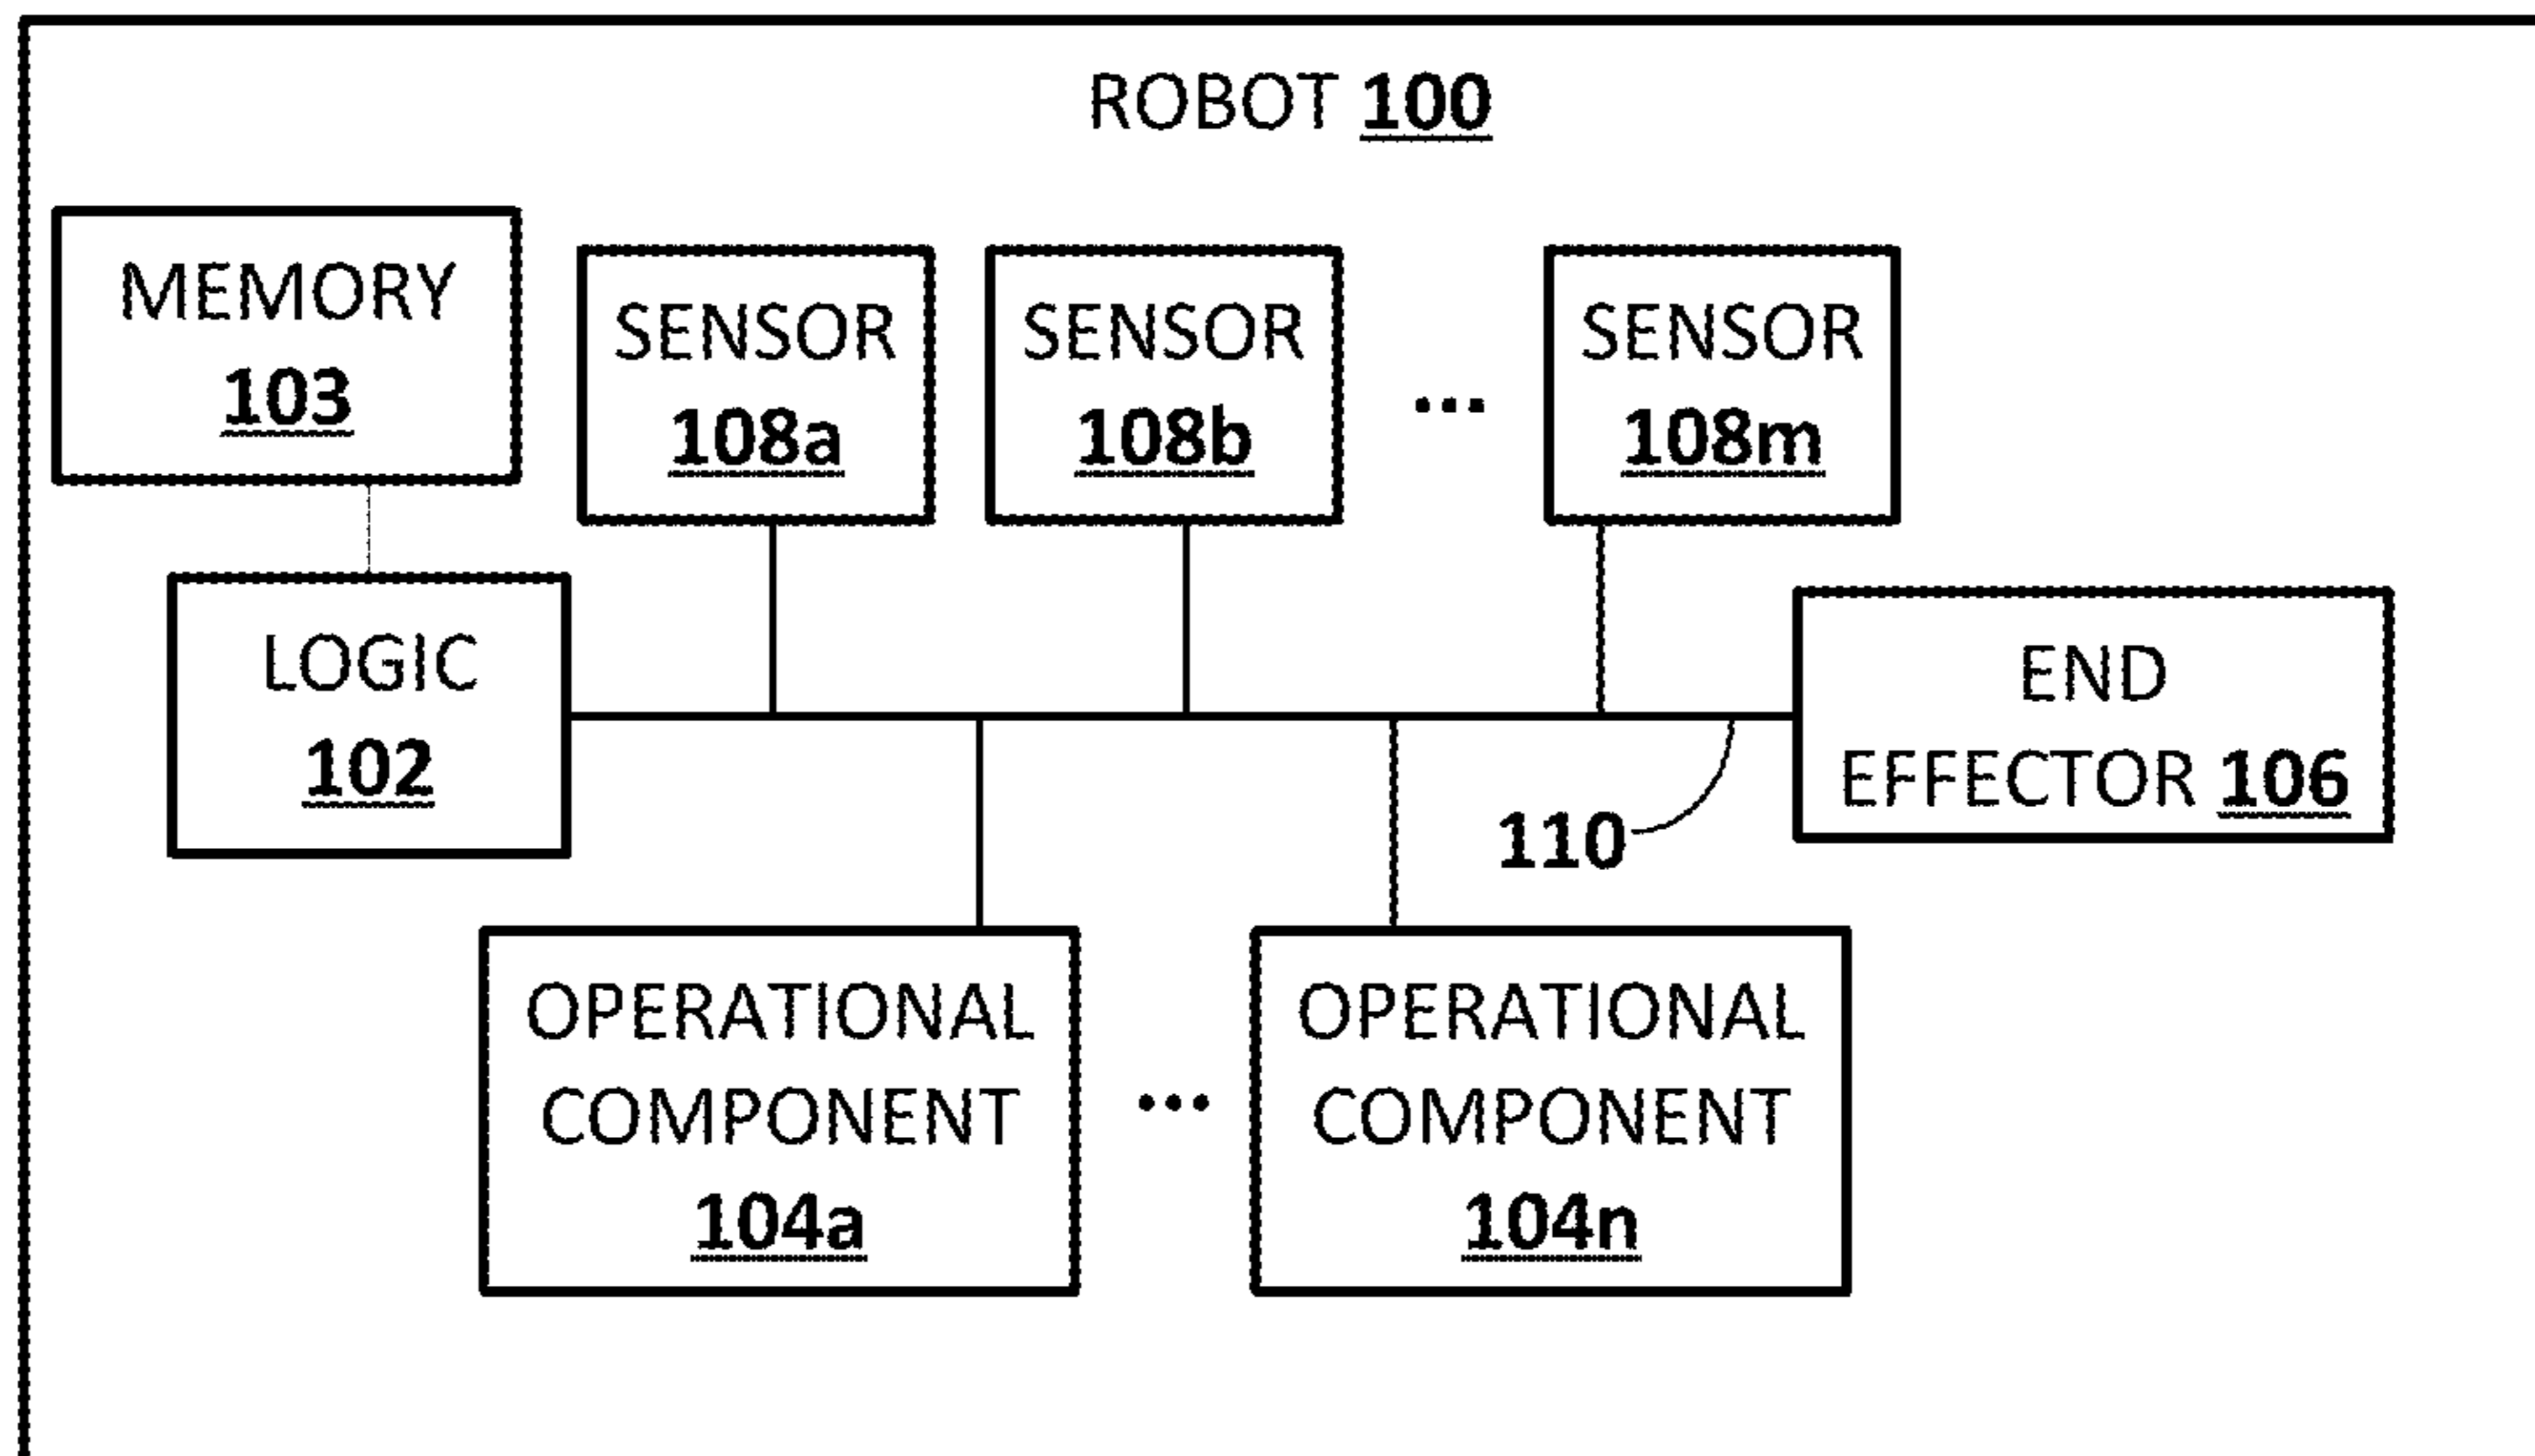 ROBOT 100
MEMORY
103
SENSOR
108a
SENSOR
108b
...
SENSOR
108m
LOGIC
102
END
EFFECTOR 106
110
OPERATIONAL
COMPONENT
104a
...
OPERATIONAL
COMPONENT
104n